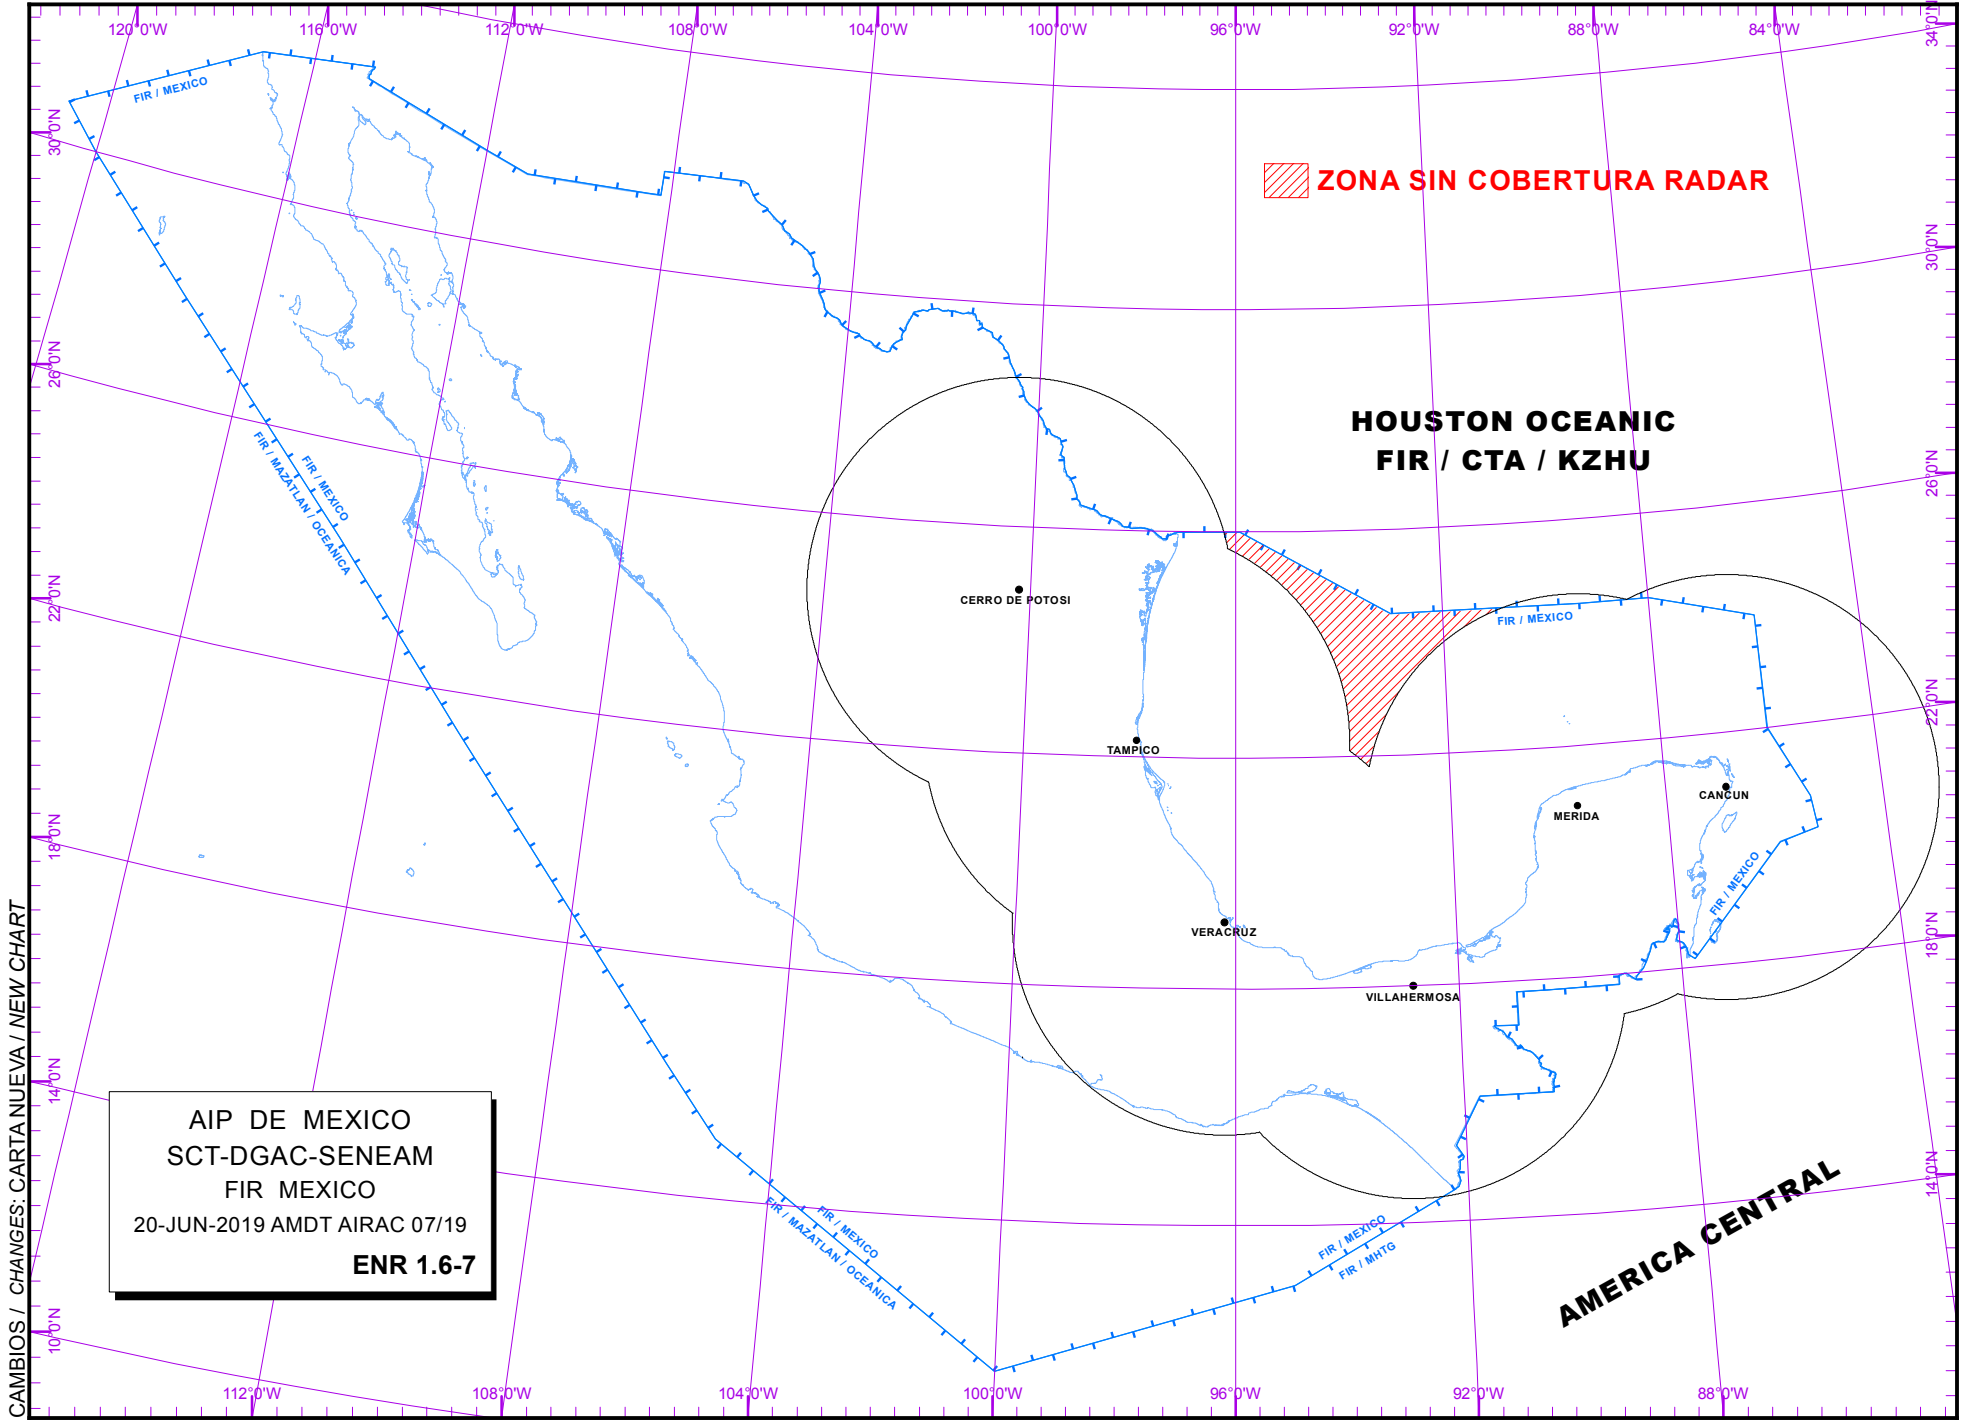 120°0'W 116°0'W 112°0'W 108°0'W 104°0'W 100°0'W 96°0'W 92°0'W 88°0'W 84°0'W
34°0'N
FIR / MEXICO
30°0'N
ZONA SIN COBERTURA RADAR
30°0'N
26°0'N
HOUSTON OCEANIC
FIR / CTA / KZHU
26°0'N
FIR / MEXICO
FIR / MAZATLAN / OCEANICA
22°0'N
CERRO DE POTOSI
FIR / MEXICO
22°0'N
TAMPICO
CANCUN
MERIDA
18°0'N
FIR / MEXICO
VERACRUZ
18°0'N
VILLAHERMOSA
14°0'N
14°0'N
AIP DE MEXICO
SCT-DGAC-SENEAM
FIR MEXICO
20-JUN-2019 AMDT AIRAC 07/19
ENR 1.6-7
FIR / MEXICO
FIR / MAZATLAN / OCEANICA
FIR / MEXICO
FIR / MHTG
AMERICA CENTRAL
10°0'N
112°0'W 108°0'W 104°0'W 100°0'W 96°0'W 92°0'W 88°0'W
CAMBIOS / CHANGES: CARTA NUEVA / NEW CHART